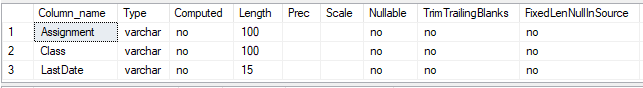 Column_name Type Computed Length Prec Scale Nullable TrimTrailingBlanks FixedLenNullInSource
1 Assignment varchar no 100 no no no
2 Class varchar no 100 no no no
3 LastDate varchar no 15 no no no